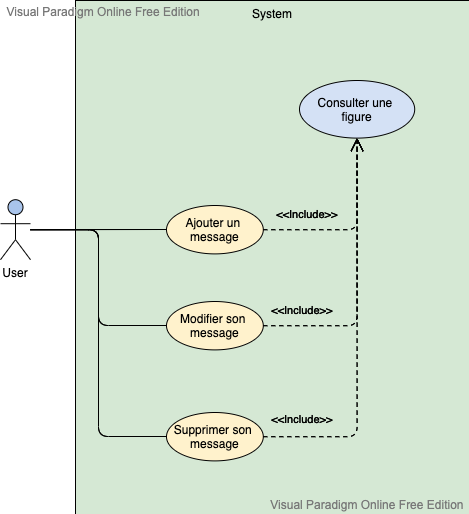 Visual Paradigm Online Free Edition
System
Consulter une
figure
Ajouter un
message
<<Include>>
User
Modifier son
message
<<Include>>
Supprimer son
message
<<Include>>
Visual Paradigm Online Free Edition